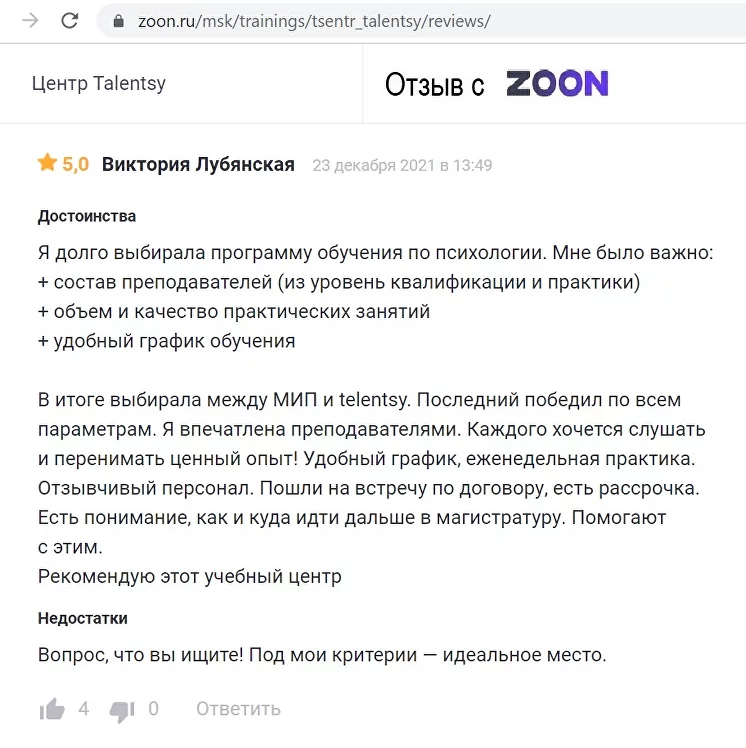 zoon.ru/msk/trainings/tsentr_talentsy/reviews/
Центр Talentsy
Отзыв с ZOON
5,0 Виктория Лубянская 23 декабря 2021 в 13:49
Достоинства
Я долго выбирала программу обучения по психологии. Мне было важно:
+ состав преподавателей (из уровень квалификации и практики)
+ объем и качество практических занятий
+ удобный график обучения
В итоге выбирала между МИП и telentsy. Последний победил по всем
параметрам. Я впечатлена преподавателями. Каждого хочется слушать
и перенимать ценный опыт! Удобный график, еженедельная практика.
Отзывчивый персонал. Пошли на встречу по договору, есть рассрочка.
Есть понимание, как и куда идти дальше в магистратуру. Помогают
с этим.
Рекомендую этот учебный центр
Недостатки
Вопрос, что вы ищите! Под мои критерии — идеальное место.
4 0 Ответить